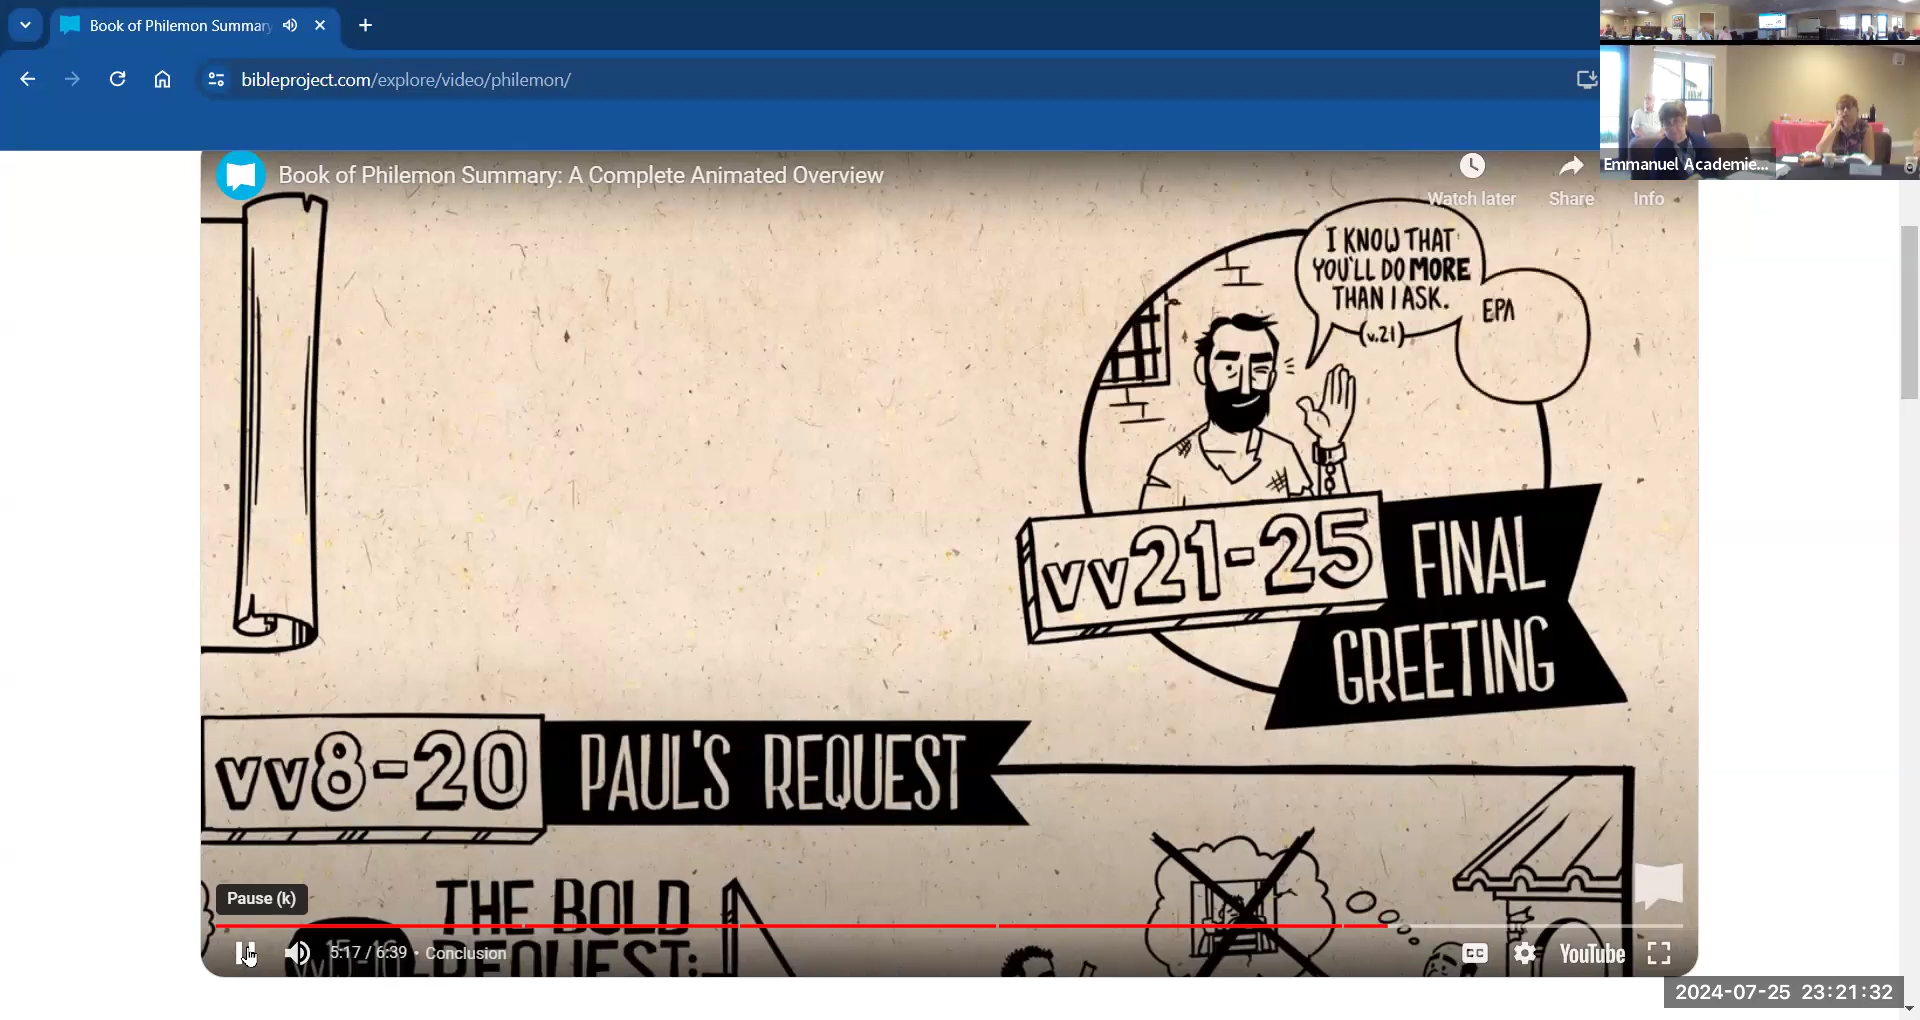 Book of Philemon Summary
bibleproject.com/explore/video/philemon/
Emmanuel Academie...
Book of Philemon Summary: A Complete Animated Overview
Watch later
Share
Info
I KNOW THAT
YOU'LL DO MORE
THAN I ASK.
(v.21)
EPA
vv21-25
FINAL
GREETING
vv8-20
PAUL'S REQUEST
Pause (k)
THE BOLD
REQUEST:
5:17 / 6:39 • Conclusion
CC
YouTube
2024-07-25 23:21:32